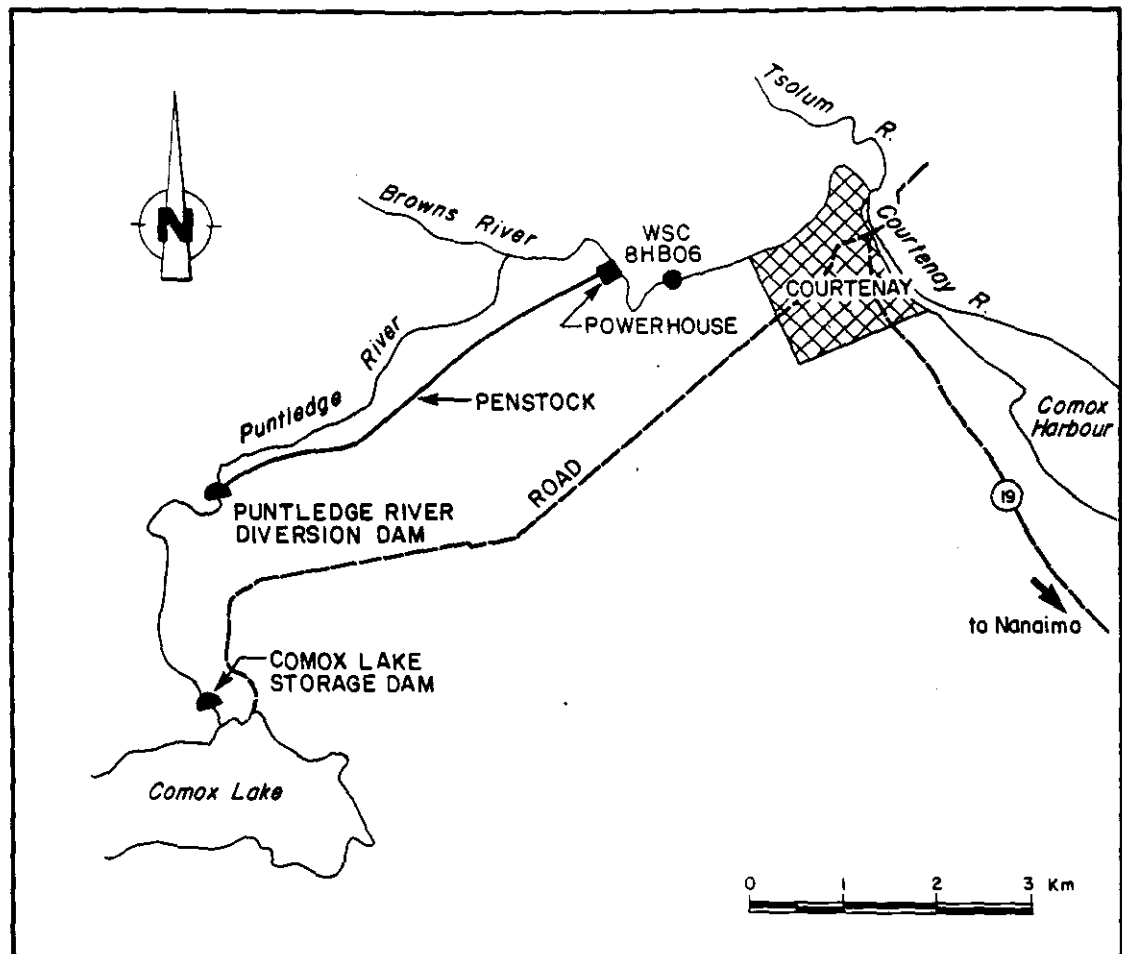 Tsolum R.
N
Browns River
WSC
8HB06
Courtenay R.
COURTENAY
POWERHOUSE
Puntledge River
PENSTOCK
Comox
Harbour
ROAD
19
PUNTLEDGE RIVER
DIVERSION DAM
to Nanaimo
COMOX LAKE
STORAGE DAM
Comox Lake
0 1 2 3 Km